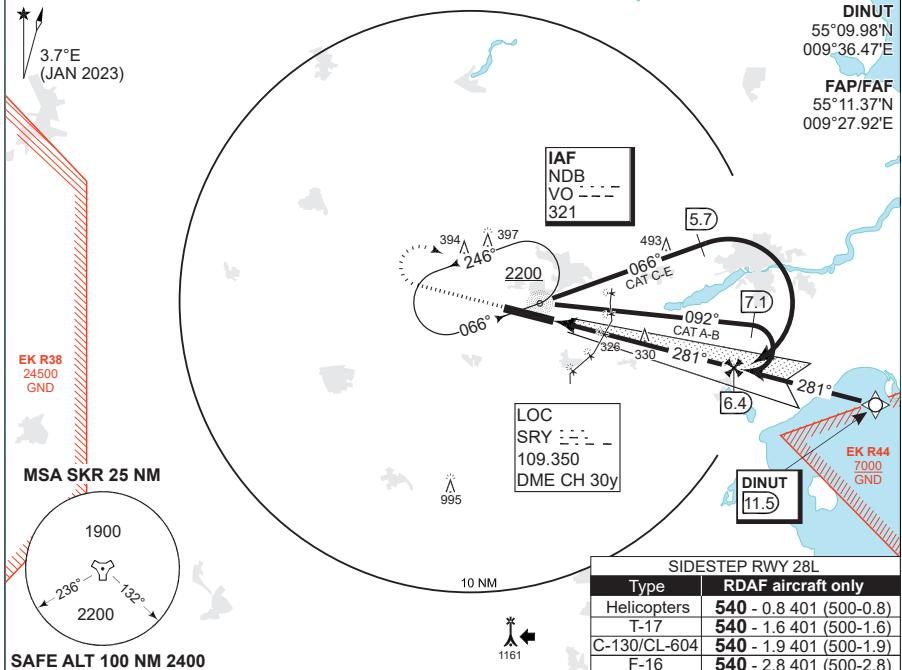 3.7°E
(JAN 2023)
DINUT
55°09.98'N
009°36.47'E
FAP/FAF
55°11.37'N
009°27.92'E
IAF
NDB
VO
321
5.7
394
397
493
246°
2200
066°
CAT C-E
7.1
092°
CAT A-B
066°
326
330
281°
6.4
281°
EK R38
24500
GND
LOC
SRY
109.350
DME CH 30y
EK R44
7000
GND
DINUT
11.5
995
MSA SKR 25 NM
1900
236°
132°
2200
SAFE ALT 100 NM 2400
10 NM
1161
SIDESTEP RWY 28L
Type RDAF aircraft only
Helicopters 540 - 0.8 401 (500-0.8)
T-17 540 - 1.6 401 (500-1.6)
C-130/CL-604 540 - 1.9 401 (500-1.9)
F-16 540 - 2.8 401 (500-2.8)